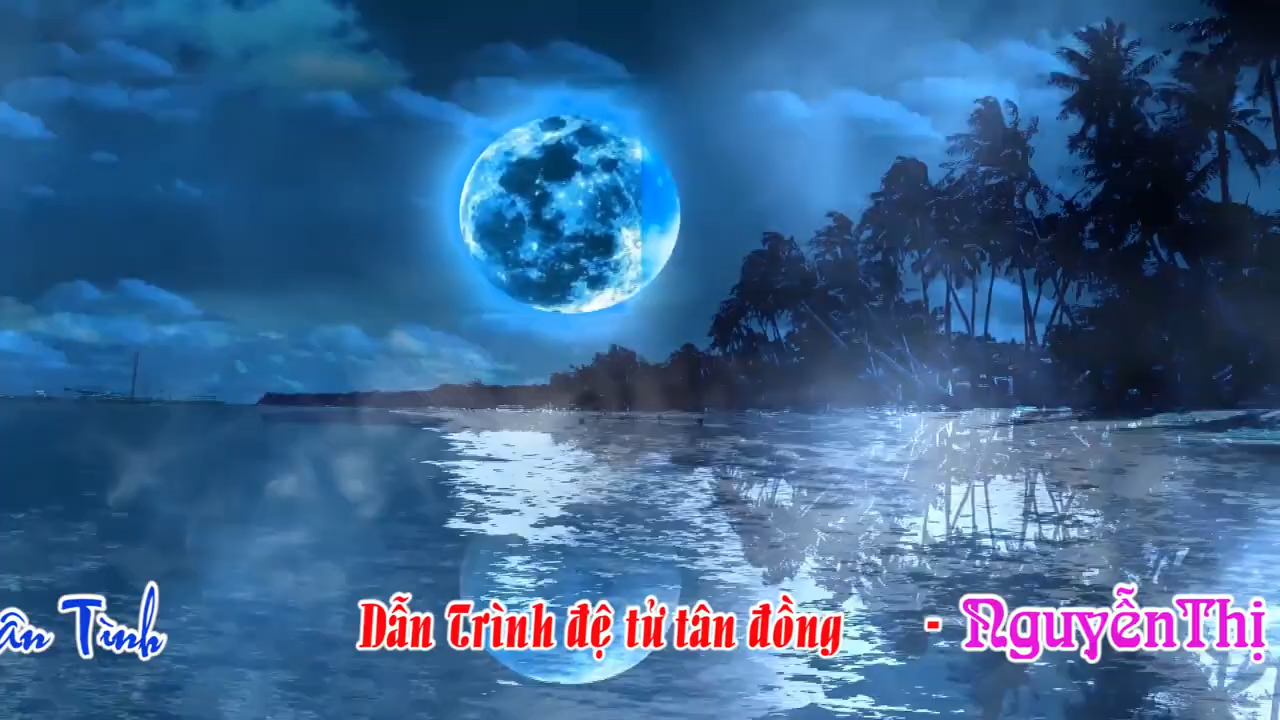 ân Tình Dẫn Trình đệ tử tân đồng - NguyễnThị